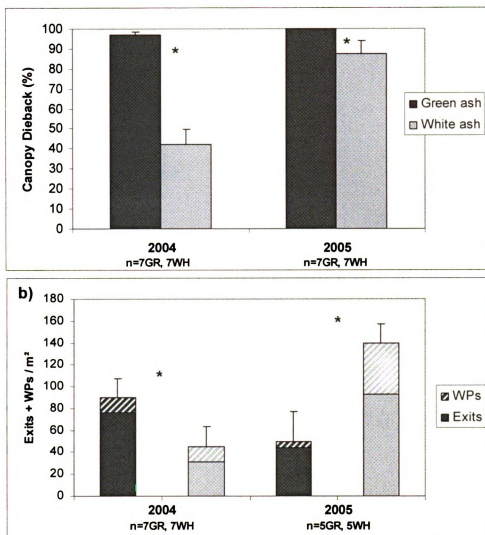 100
90
80
70
60
50
40
30
20
10
0
Canopy Dieback (%)
*
*
2004
n=7GR, 7WH
2005
n=7GR, 7WH
Green ash
White ash
b)
180
160
140
120
100
80
60
40
20
0
Exits + WPs / m²
*
*
2004
n=7GR, 7WH
2005
n=5GR, 5WH
WPs
Exits